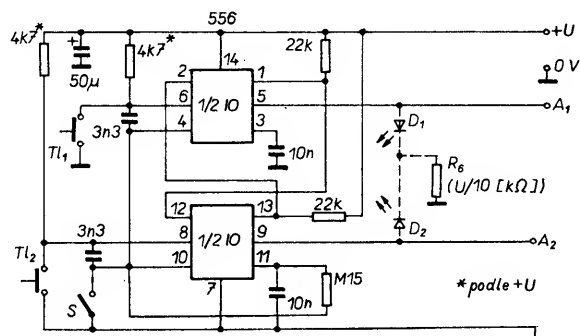 556
+U
4k7*
4k7*
22k
14
2
1
50µ
0 V
6
1/2 IO
5
A₁
4
3
Tl₁
3n3
10n
D₁
R₆
(U/10 [kΩ])
12
13
22k
D₂
3n3
8
1/2 IO
9
A₂
Tl₂
10
11
7
10n
M15
*podle +U
S